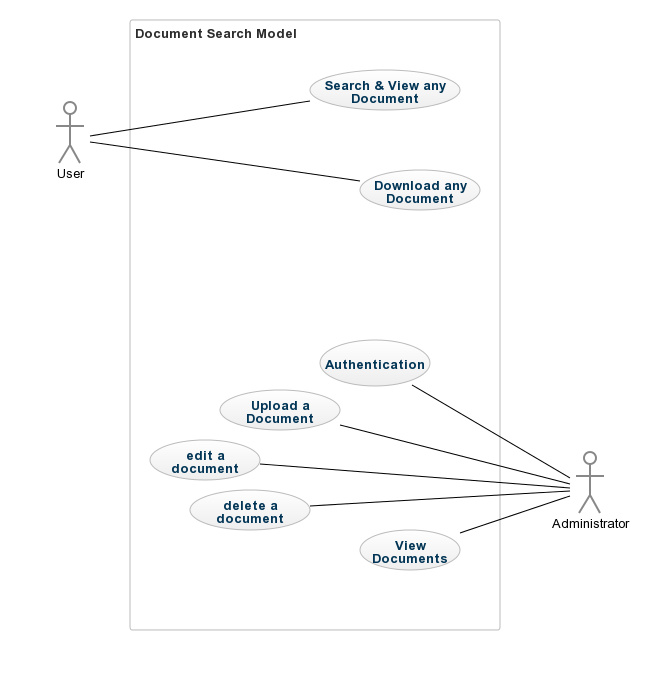 Document Search Model
Search & View any
Document
User
Download any
Document
Authentication
Upload a
Document
edit a
document
delete a
document
Administrator
View
Documents